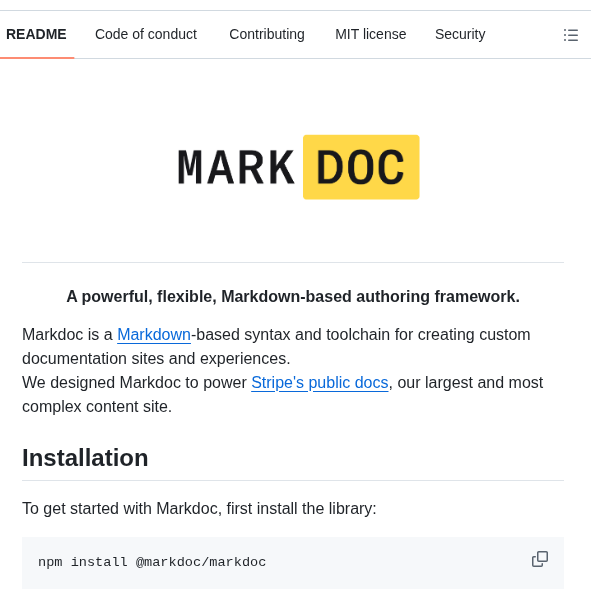 README Code of conduct Contributing MIT license Security
MARKDOC
A powerful, flexible, Markdown-based authoring framework.
Markdoc is a Markdown-based syntax and toolchain for creating custom
documentation sites and experiences.
We designed Markdoc to power Stripe's public docs, our largest and most
complex content site.
Installation
To get started with Markdoc, first install the library:
npm install @markdoc/markdoc